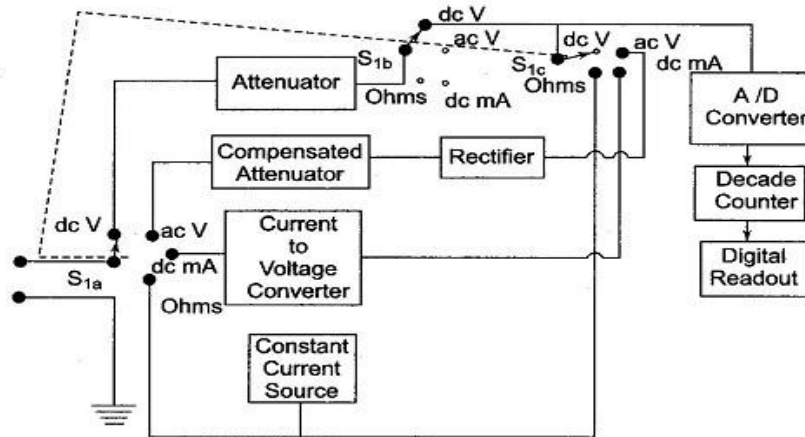 dc V
S1b
ac V
Attenuator
Ohms
dc mA
dc V
S1c
Ohms
ac V
dc mA
A /D
Converter
Compensated
Attenuator
Rectifier
Decade
Counter
dc V
ac V
Current
to
Voltage
Converter
dc mA
Digital
Readout
S1a
Ohms
Constant
Current
Source